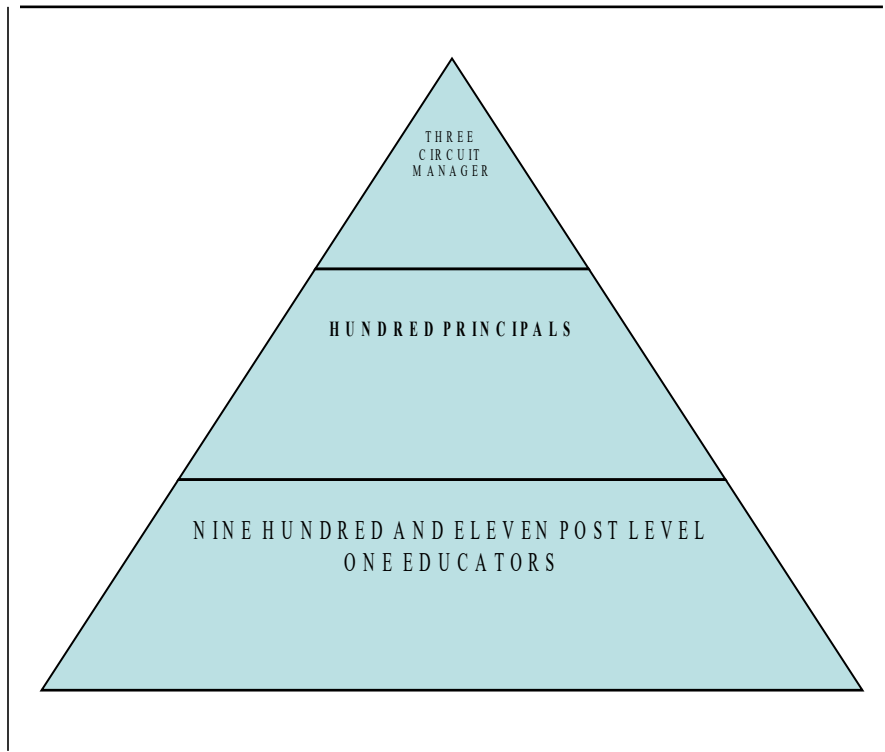 THREE
CIRCUIT
MANAGER
HUNDRED PRINCIPALS
NINE HUNDRED AND ELEVEN POST LEVEL
ONE EDUCATORS